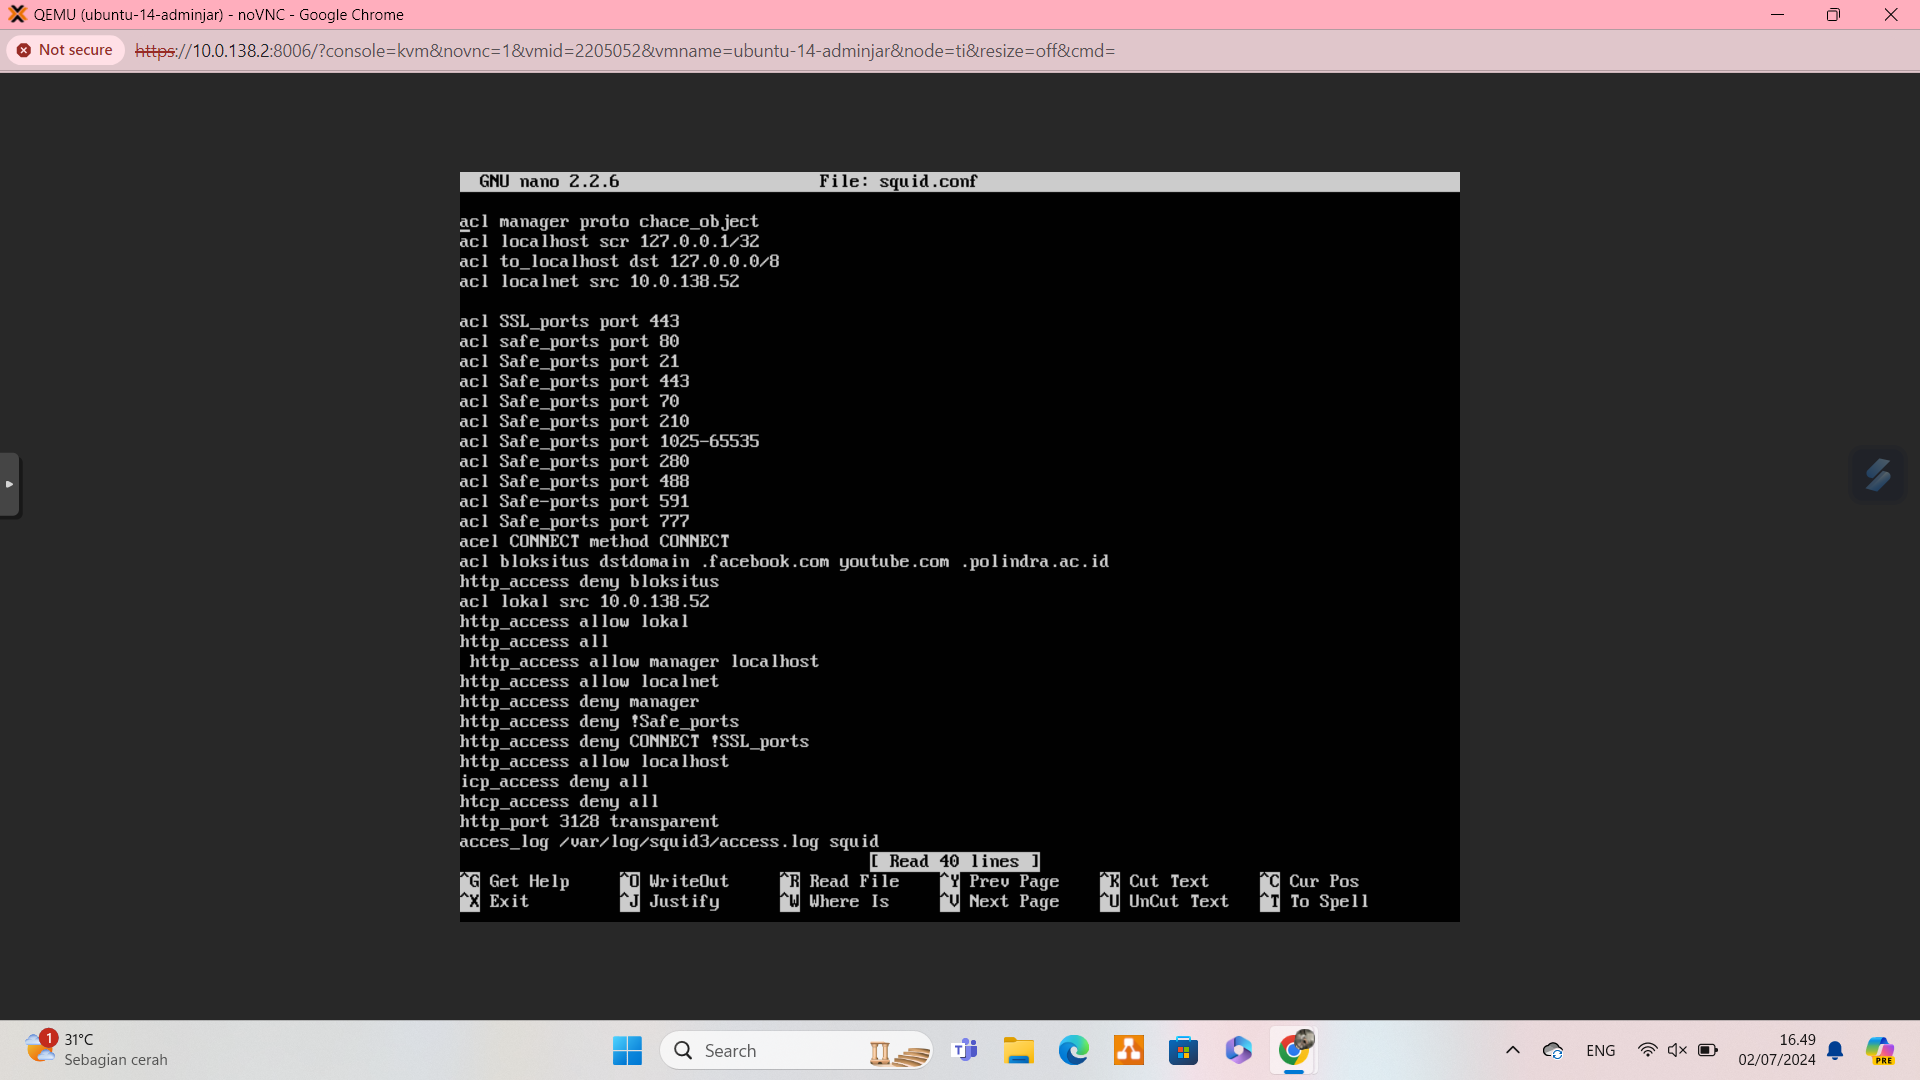 QEMU (ubuntu-14-adminjar) - noVNC - Google Chrome
Not secure https://10.0.138.2:8006/?console=kvm&novnc=1&vmid=2205052&vmname=ubuntu-14-adminjar&node=ti&resize=off&cmd=
GNU nano 2.2.6 File: squid.conf
acl manager proto chace_object
acl localhost scr 127.0.0.1/32
acl to_localhost dst 127.0.0.0/8
acl localnet src 10.0.138.52
acl SSL_ports port 443
acl safe_ports port 80
acl Safe_ports port 21
acl Safe_ports port 443
acl Safe_ports port 70
acl Safe_ports port 210
acl Safe_ports port 1025-65535
acl Safe_ports port 280
acl Safe_ports port 488
acl Safe-ports port 591
acl Safe_ports port 777
acel CONNECT method CONNECT
acl bloksitus dstdomain .facebook.com youtube.com .polindra.ac.id
http_access deny bloksitus
acl lokal src 10.0.138.52
http_access allow lokal
http_access all
http_access allow manager localhost
http_access allow localnet
http_access deny manager
http_access deny !Safe_ports
http_access deny CONNECT !SSL_ports
http_access allow localhost
icp_access deny all
htcp_access deny all
http_port 3128 transparent
acces_log /var/log/squid3/access.log squid
[ Read 40 lines ]
^G Get Help ^O WriteOut ^R Read File ^Y Prev Page ^K Cut Text ^C Cur Pos
^X Exit ^J Justify ^W Where Is ^V Next Page ^U UnCut Text ^T To Spell
1 31°C
Sebagian cerah
Search
ENG
16.49
02/07/2024
PRE